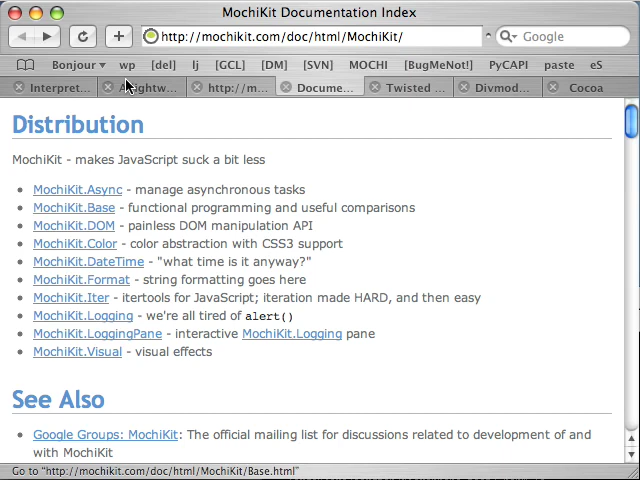 MochiKit Documentation Index
http://mochikit.com/doc/html/MochiKit/
Google
Bonjour wp [del] lj [GCL] [DM] [SVN] MOCHI [BugMeNot!] PyCAPI paste eS
Interpret... http://m... Docume... Twisted ... Divmod... Cocoa
Distribution
MochiKit - makes JavaScript suck a bit less
MochiKit.Async - manage asynchronous tasks
MochiKit.Base - functional programming and useful comparisons
MochiKit.DOM - painless DOM manipulation API
MochiKit.Color - color abstraction with CSS3 support
MochiKit.DateTime - "what time is it anyway?"
MochiKit.Format - string formatting goes here
MochiKit.Iter - itertools for JavaScript; iteration made HARD, and then easy
MochiKit.Logging - we're all tired of alert()
MochiKit.LoggingPane - interactive MochiKit.Logging pane
MochiKit.Visual - visual effects
See Also
Google Groups: MochiKit: The official mailing list for discussions related to development of and
with MochiKit
Go to "http://mochikit.com/doc/html/MochiKit/Base.html"